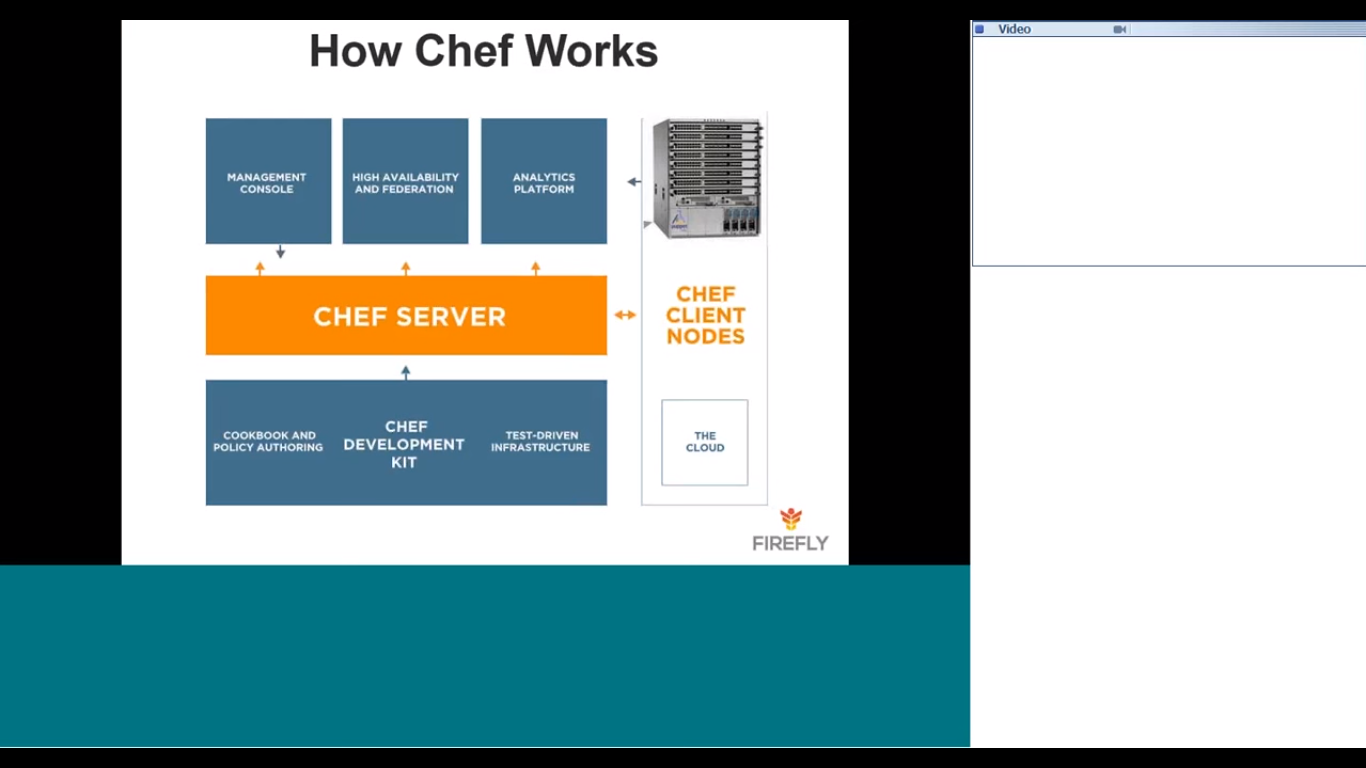 Video
How Chef Works
MANAGEMENT
CONSOLE
HIGH AVAILABILITY
AND FEDERATION
ANALYTICS
PLATFORM
CHEF SERVER
CHEF
CLIENT
NODES
COOKBOOK AND
POLICY AUTHORING
CHEF
DEVELOPMENT
KIT
TEST-DRIVEN
INFRASTRUCTURE
THE
CLOUD
FIREFLY